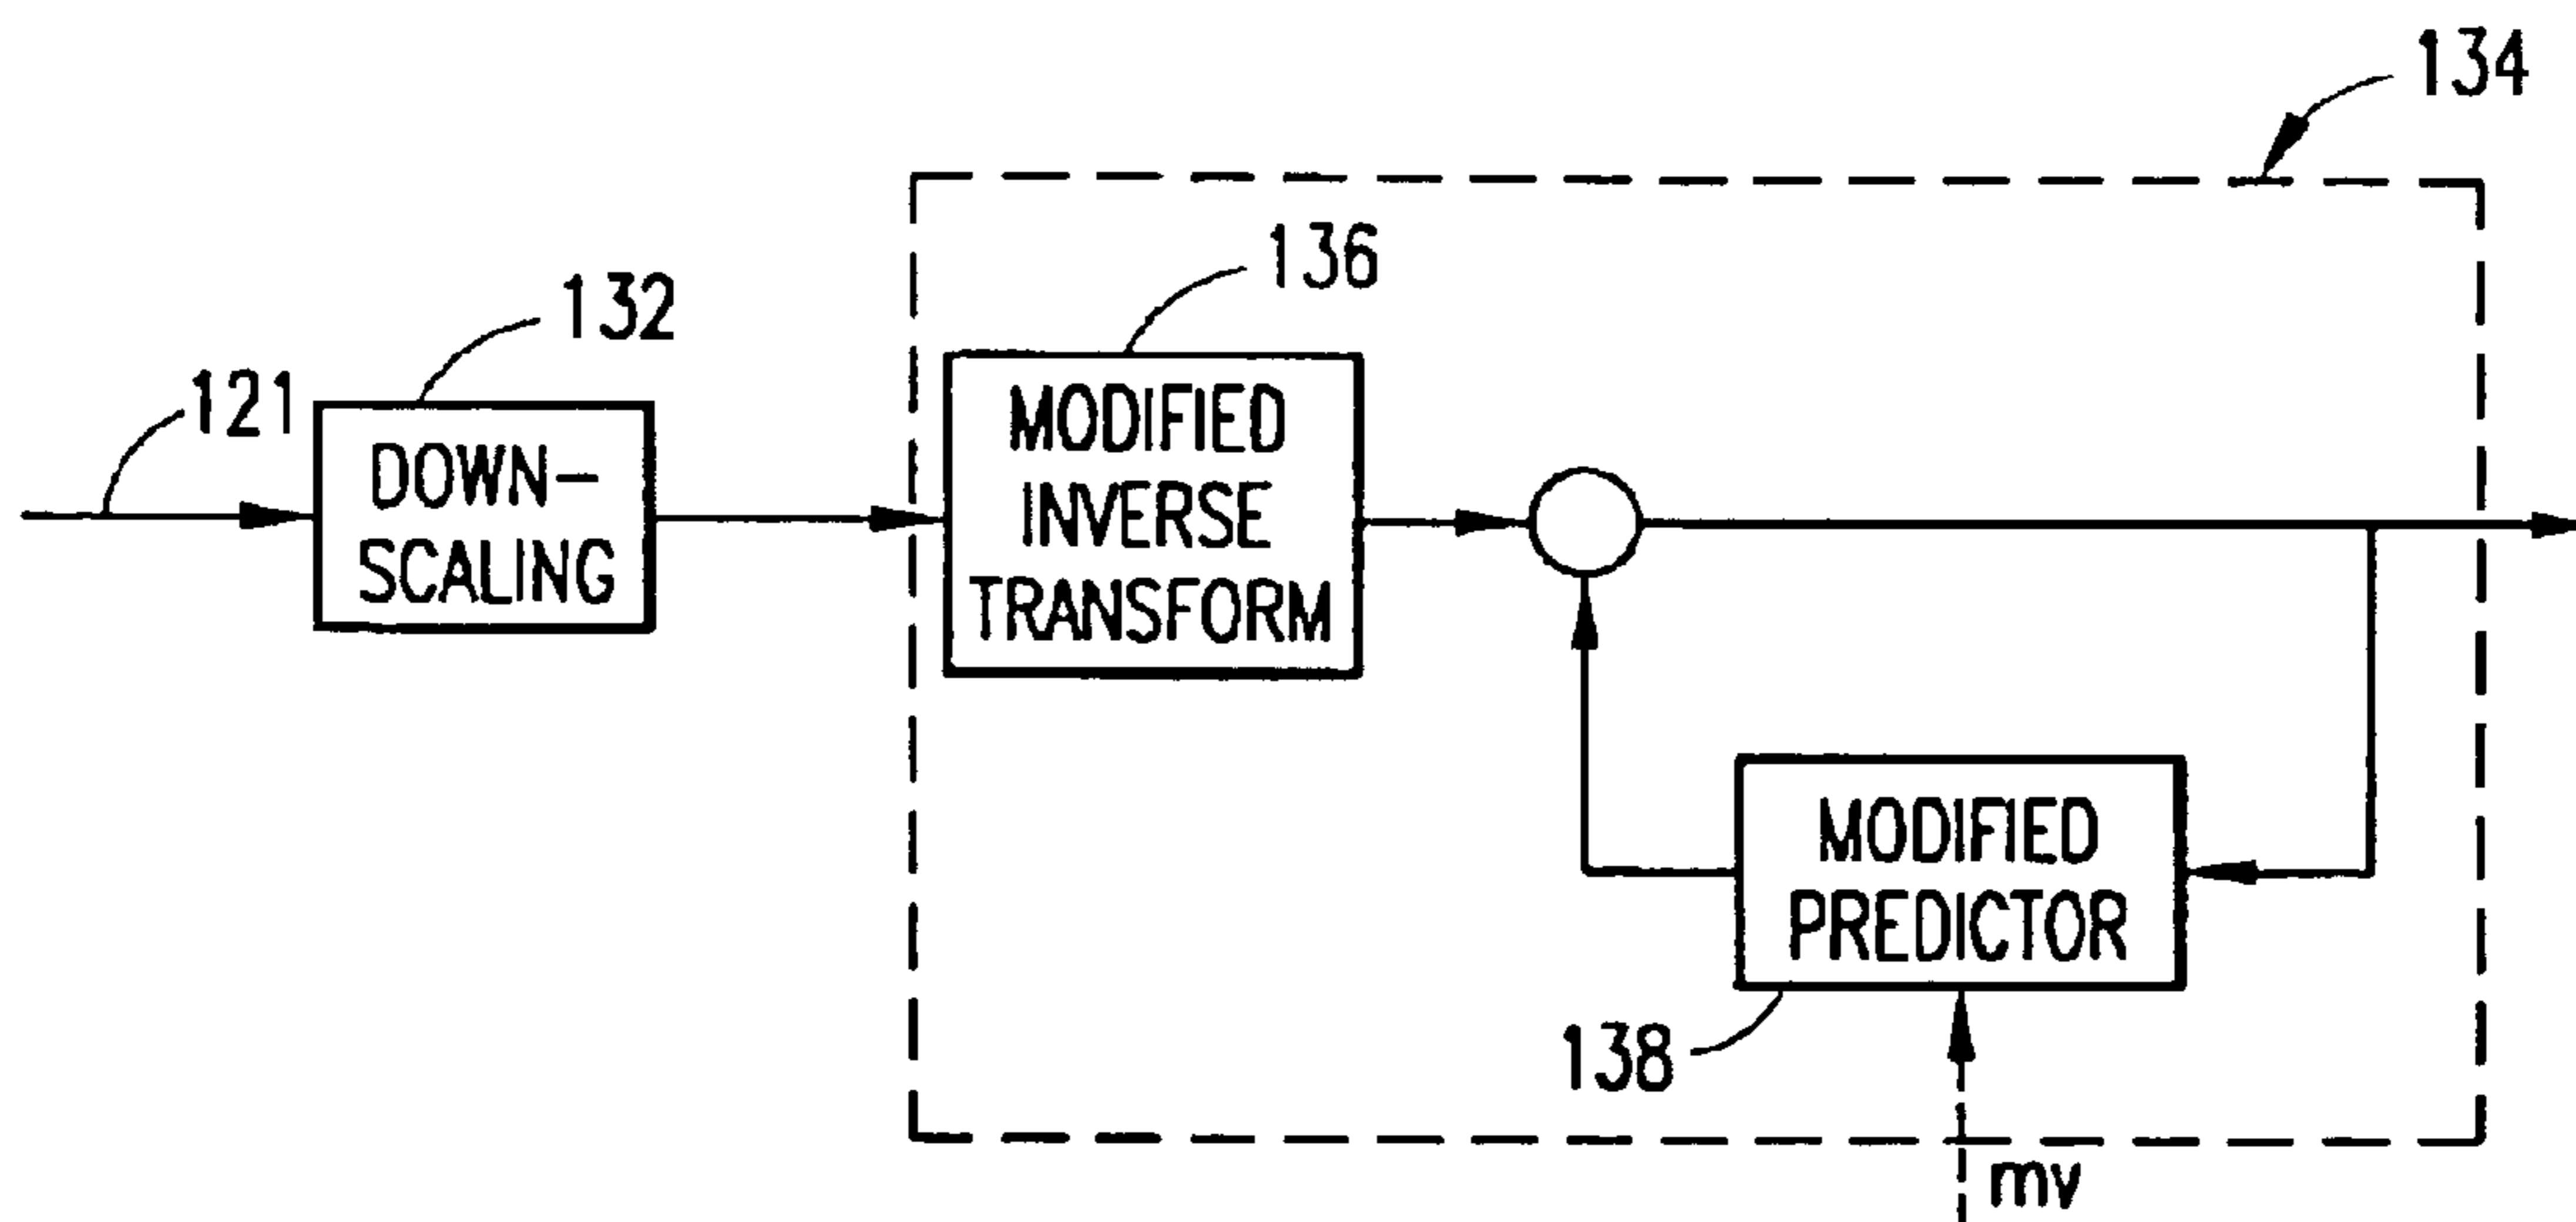 134
136
132
121
DOWN-
SCALING
MODIFIED
INVERSE
TRANSFORM
MODIFIED
PREDICTOR
138
mv